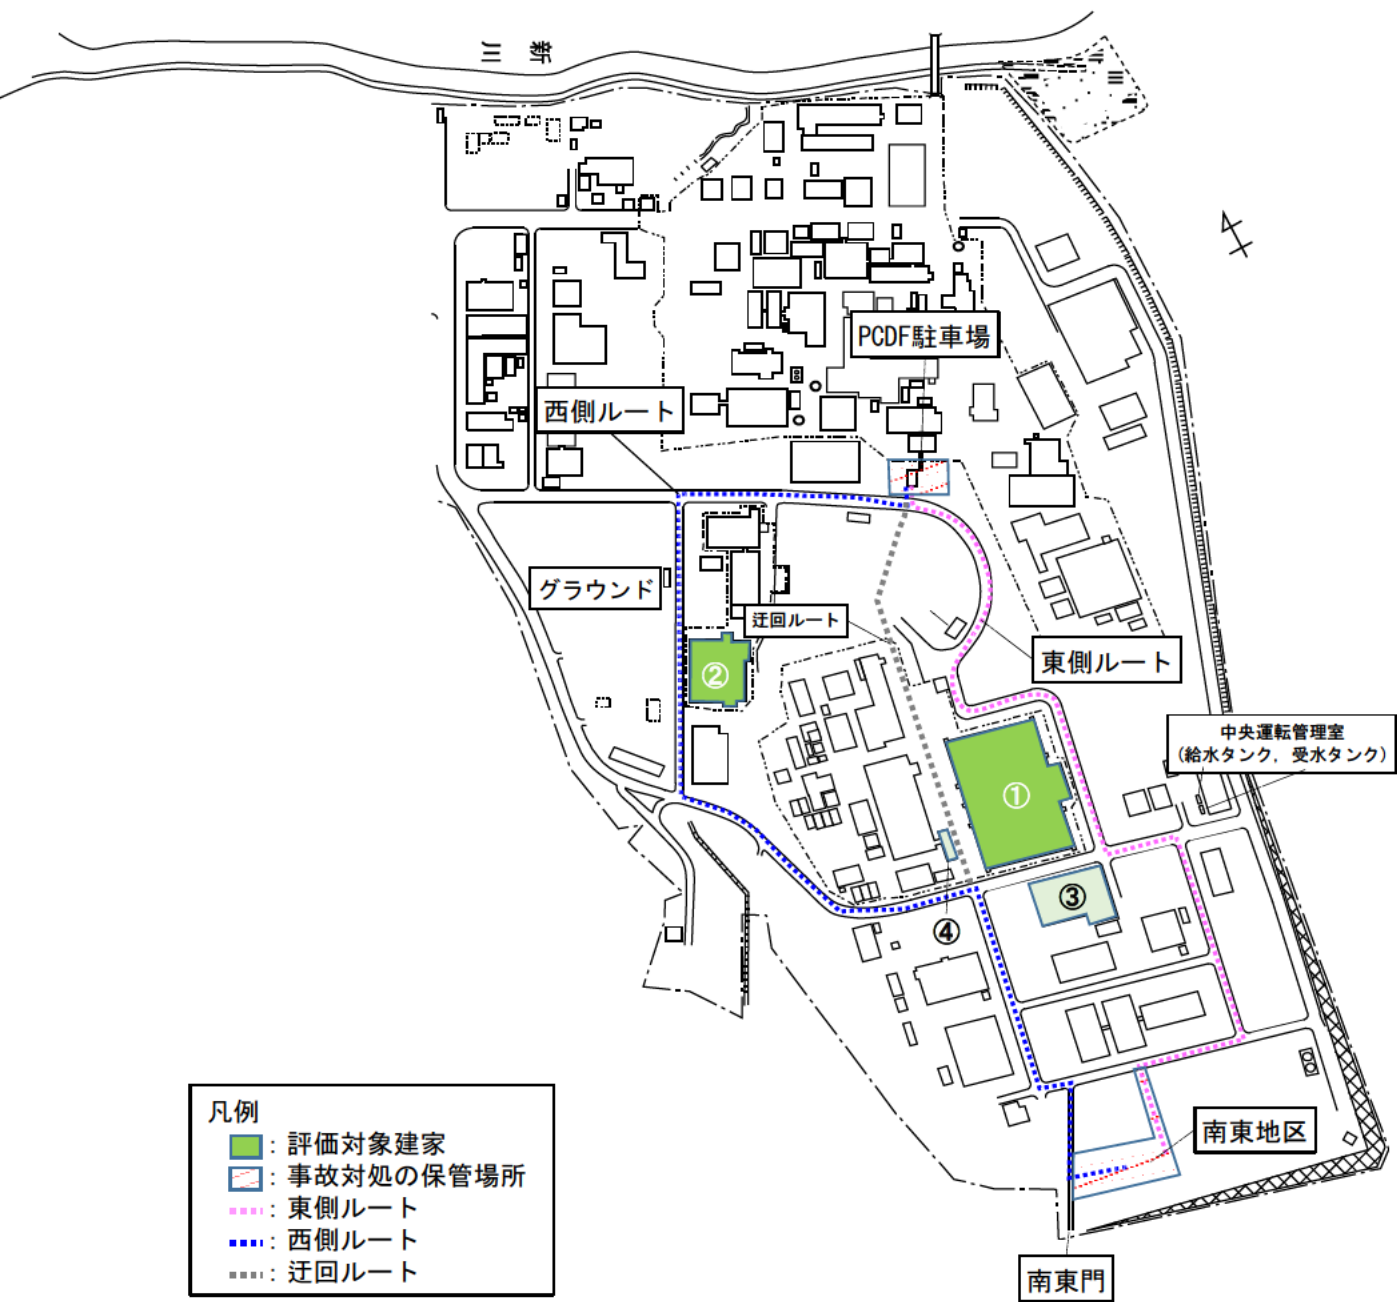 新
川
PCDF駐車場
西側ルート
グラウンド
迂回ルート
東側ルート
②
中央運転管理室
(給水タンク, 受水タンク)
①
③
④
凡例
: 評価対象建家
: 事故対処の保管場所
: 東側ルート
: 西側ルート
: 迂回ルート
南東地区
南東門